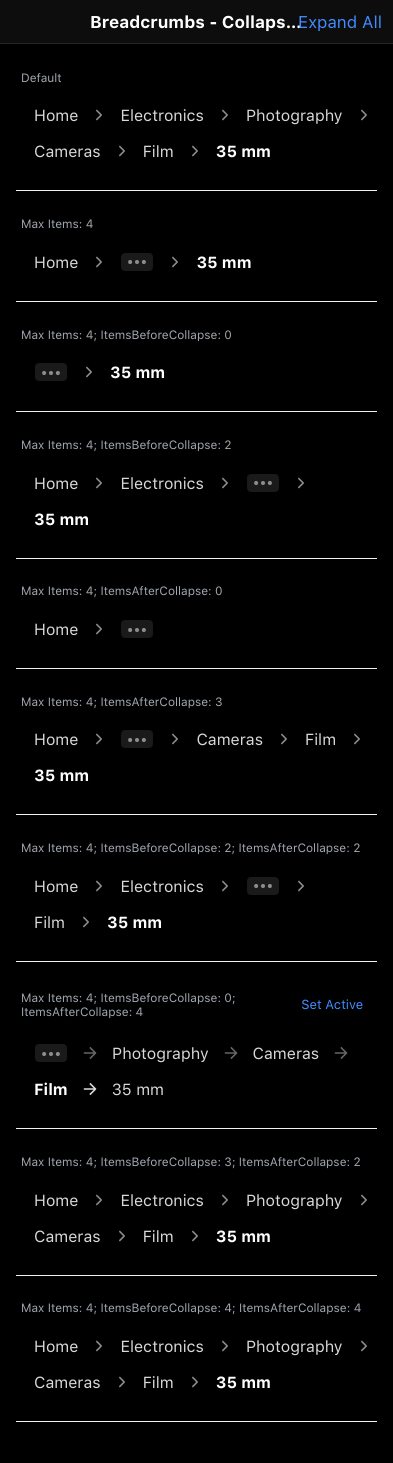 Breadcrumbs - Collaps... Expand All
Default
Home Electronics Photography
Cameras Film 35 mm
Max Items: 4
Home ••• 35 mm
Max Items: 4; ItemsBeforeCollapse: 0
••• 35 mm
Max Items: 4; ItemsBeforeCollapse: 2
Home Electronics •••
35 mm
Max Items: 4; ItemsAfterCollapse: 0
Home •••
Max Items: 4; ItemsAfterCollapse: 3
Home ••• Cameras Film
35 mm
Max Items: 4; ItemsBeforeCollapse: 2; ItemsAfterCollapse: 2
Home Electronics •••
Film 35 mm
Max Items: 4; ItemsBeforeCollapse: 0;
ItemsAfterCollapse: 4
Set Active
••• → Photography → Cameras →
Film → 35 mm
Max Items: 4; ItemsBeforeCollapse: 3; ItemsAfterCollapse: 2
Home Electronics Photography
Cameras Film 35 mm
Max Items: 4; ItemsBeforeCollapse: 4; ItemsAfterCollapse: 4
Home Electronics Photography
Cameras Film 35 mm